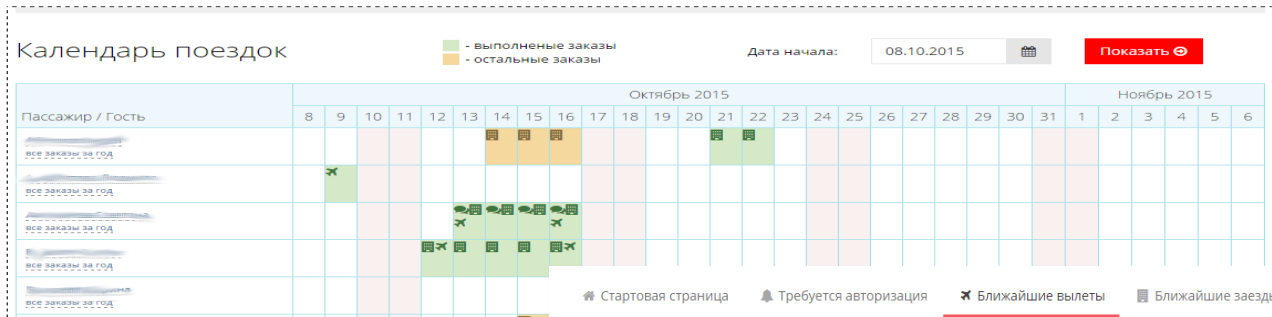 Календарь поездок
- выполненые заказы
- остальные заказы
Дата начала:
08.10.2015
Показать
Октябрь 2015
Ноябрь 2015
Пассажир / Гость
8 9 10 11 12 13 14 15 16 17 18 19 20 21 22 23 24 25 26 27 28 29 30 31 1 2 3 4 5 6
все заказы за год
все заказы за год
все заказы за год
все заказы за год
все заказы за год
Стартовая страница
Требуется авторизация
Ближайшие вылеты
Ближайшие заезды